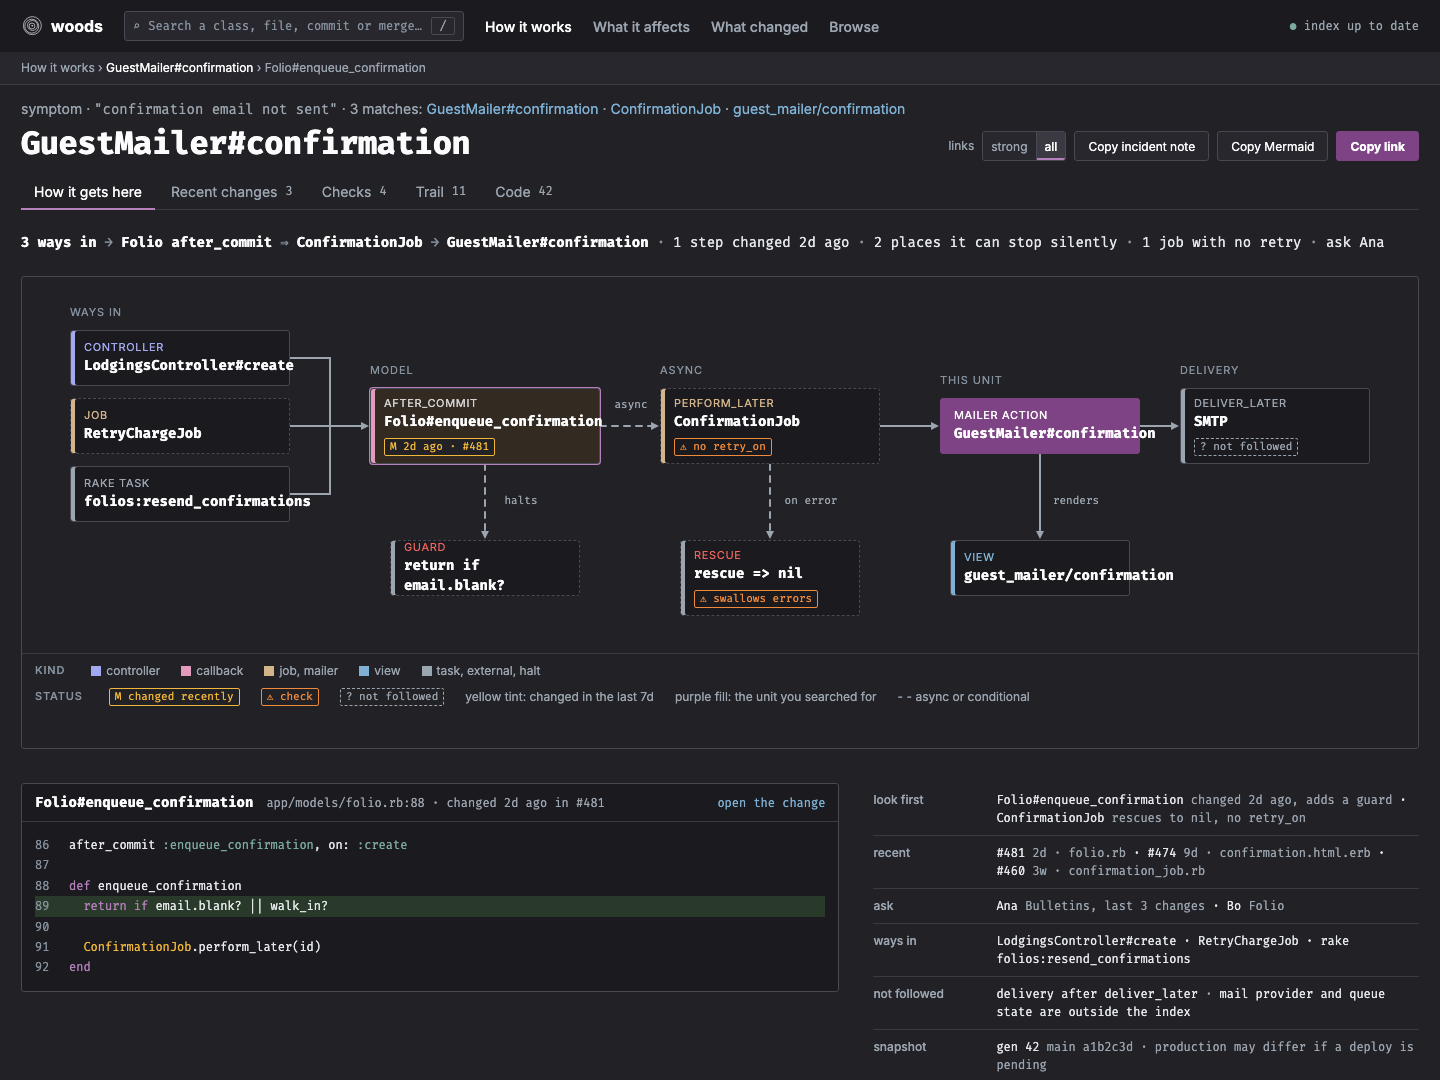 woods
Search a class, file, commit or merge… /
How it works What it affects What changed Browse
index up to date
How it works › GuestMailer#confirmation › Folio#enqueue_confirmation
symptom · "confirmation email not sent" · 3 matches: GuestMailer#confirmation · ConfirmationJob · guest_mailer/confirmation
GuestMailer#confirmation
links strong all Copy incident note Copy Mermaid Copy link
How it gets here Recent changes 3 Checks 4 Trail 11 Code 42
3 ways in → Folio after_commit ⇒ ConfirmationJob → GuestMailer#confirmation · 1 step changed 2d ago · 2 places it can stop silently · 1 job with no retry · ask Ana
WAYS IN
CONTROLLER
LodgingsController#create
JOB
RetryChargeJob
RAKE TASK
folios:resend_confirmations
MODEL
AFTER_COMMIT
Folio#enqueue_confirmation
M 2d ago · #481
async
halts
GUARD
return if
email.blank?
ASYNC
PERFORM_LATER
ConfirmationJob
⚠ no retry_on
on error
RESCUE
rescue => nil
⚠ swallows errors
THIS UNIT
MAILER ACTION
GuestMailer#confirmation
renders
VIEW
guest_mailer/confirmation
DELIVERY
DELIVER_LATER
SMTP
? not followed
KIND controller callback job, mailer view task, external, halt
STATUS M changed recently ⚠ check ? not followed yellow tint: changed in the last 7d purple fill: the unit you searched for - - async or conditional
Folio#enqueue_confirmation app/models/folio.rb:88 · changed 2d ago in #481 open the change
86 after_commit :enqueue_confirmation, on: :create
87
88 def enqueue_confirmation
89 return if email.blank? || walk_in?
90
91 ConfirmationJob.perform_later(id)
92 end
look first Folio#enqueue_confirmation changed 2d ago, adds a guard ·
ConfirmationJob rescues to nil, no retry_on
recent #481 2d · folio.rb · #474 9d · confirmation.html.erb ·
#460 3w · confirmation_job.rb
ask Ana Bulletins, last 3 changes · Bo Folio
ways in LodgingsController#create · RetryChargeJob · rake
folios:resend_confirmations
not followed delivery after deliver_later · mail provider and queue
state are outside the index
snapshot gen 42 main a1b2c3d · production may differ if a deploy is
pending